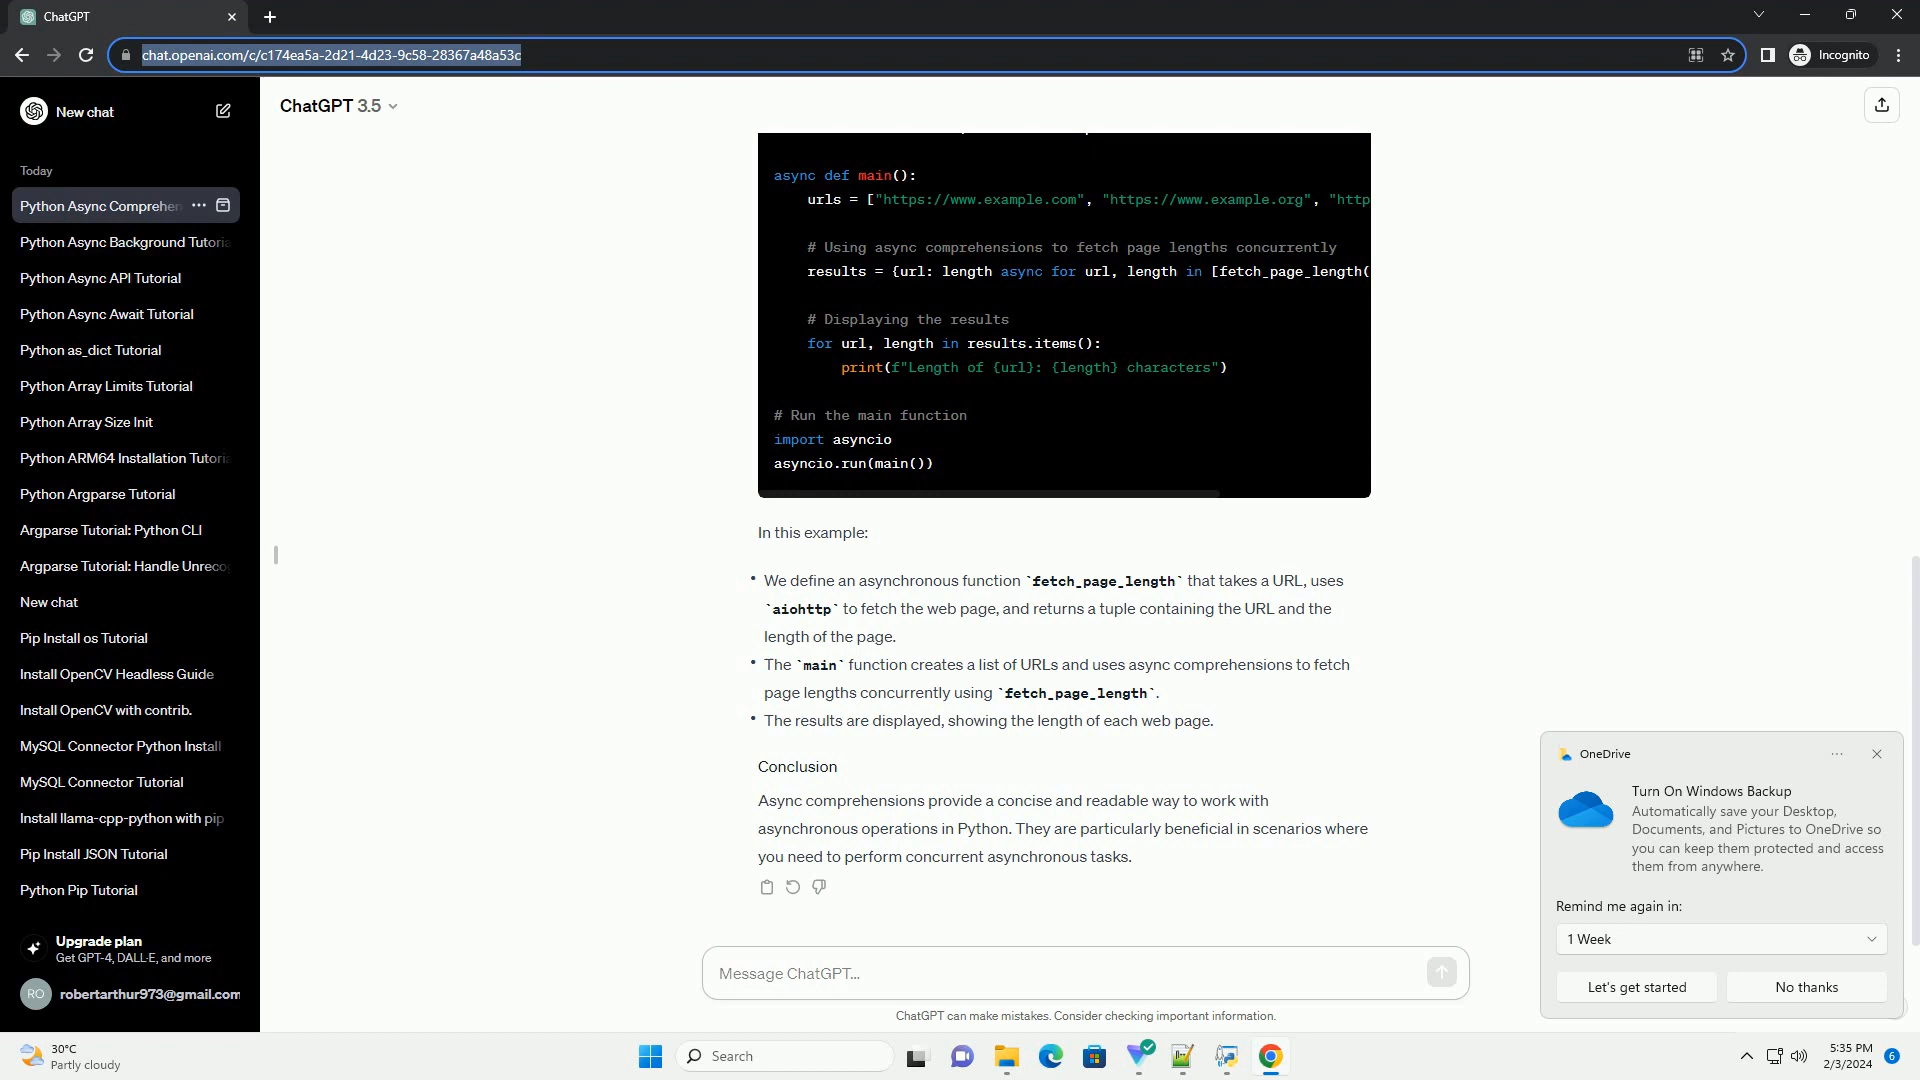 ChatGPT
chat.openai.com/c/c174ea5a-2d21-4d23-9c58-28367a48a53c
Incognito
New chat
Today
Python Async Comprehen
Python Async Background Tutoria
Python Async API Tutorial
Python Async Await Tutorial
Python as_dict Tutorial
Python Array Limits Tutorial
Python Array Size Init
Python ARM64 Installation Tutoria
Python Argparse Tutorial
Argparse Tutorial: Python CLI
Argparse Tutorial: Handle Unreco
New chat
Pip Install os Tutorial
Install OpenCV Headless Guide
Install OpenCV with contrib.
MySQL Connector Python Install
MySQL Connector Tutorial
Install llama-cpp-python with pip
Pip Install JSON Tutorial
Python Pip Tutorial
Upgrade plan
Get GPT-4, DALL·E, and more
RO
robertarthur973@gmail.com
ChatGPT 3.5
async def main():
urls = ["https://www.example.com", "https://www.example.org", "http
# Using async comprehensions to fetch page lengths concurrently
results = {url: length async for url, length in [fetch_page_length(
# Displaying the results
for url, length in results.items():
print(f"Length of {url}: {length} characters")
# Run the main function
import asyncio
asyncio.run(main())
In this example:
• We define an asynchronous function `fetch_page_length` that takes a URL, uses
`aiohttp` to fetch the web page, and returns a tuple containing the URL and the
length of the page.
• The `main` function creates a list of URLs and uses async comprehensions to fetch
page lengths concurrently using `fetch_page_length`.
• The results are displayed, showing the length of each web page.
Conclusion
Async comprehensions provide a concise and readable way to work with
asynchronous operations in Python. They are particularly beneficial in scenarios where
you need to perform concurrent asynchronous tasks.
Message ChatGPT...
ChatGPT can make mistakes. Consider checking important information.
OneDrive
Turn On Windows Backup
Automatically save your Desktop,
Documents, and Pictures to OneDrive so
you can keep them protected and access
them from anywhere.
Remind me again in:
1 Week
Let's get started
No thanks
30°C
Partly cloudy
Search
5:35 PM
2/3/2024
6